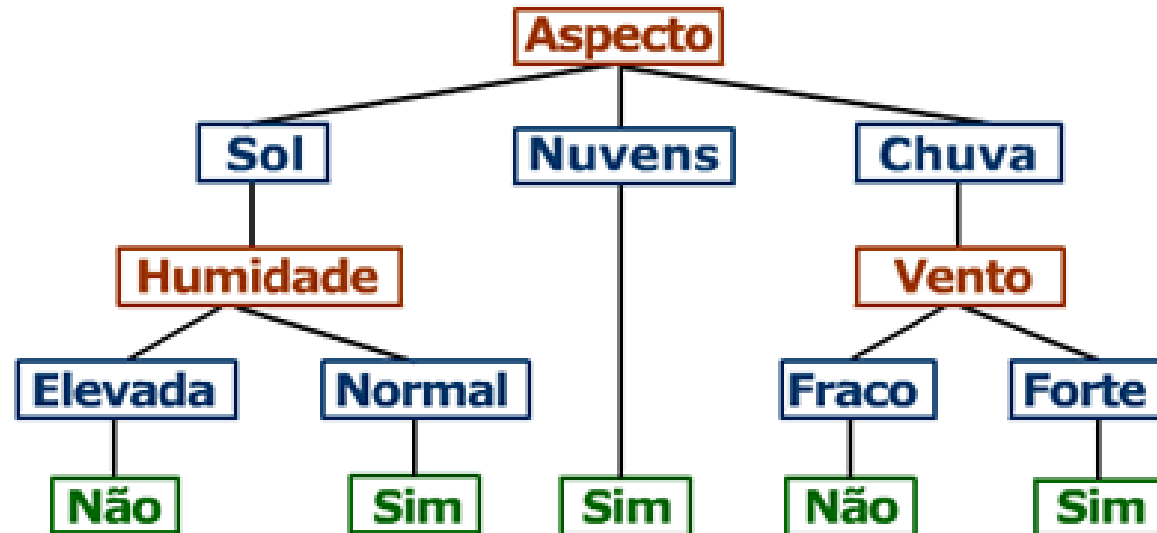 Aspecto
Sol Nuvens Chuva
Humidade Vento
Elevada Normal Fraco Forte
Não Sim Sim Não Sim